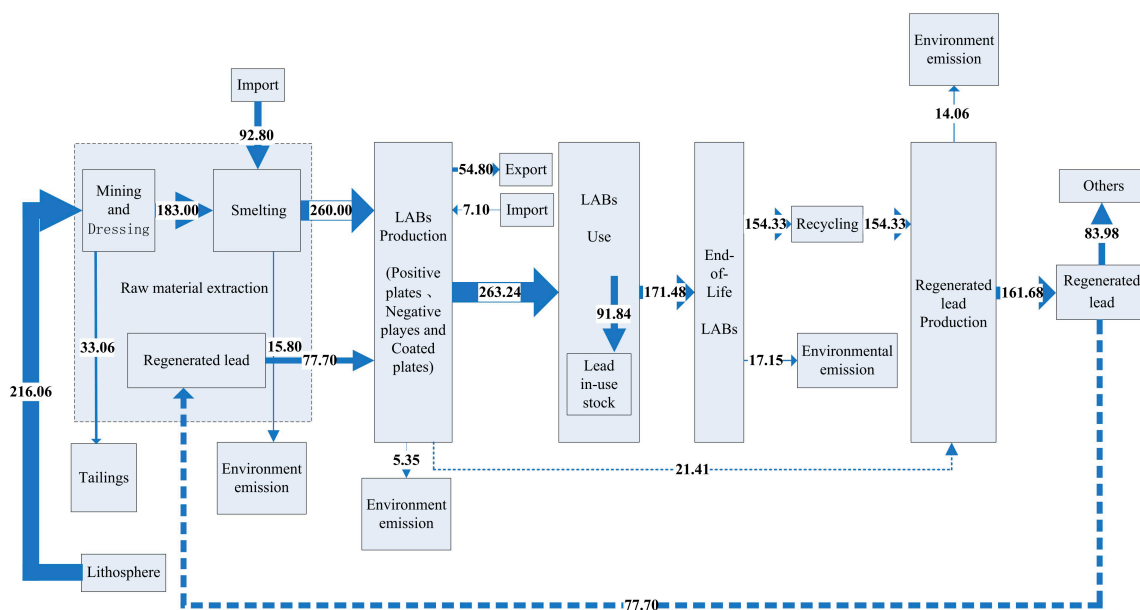 Environment
emission
Import
14.06
92.80
54.80
Export
Mining
and
Dressing
183.00
Smelting
260.00
LABs
Production
(Positive
plates 、
Negative
playes and
Coated
plates)
7.10
Import
LABs
Use
154.33
Recycling
154.33
Others
83.98
End-
of-
Life
LABs
Raw material extraction
263.24
171.48
91.84
Regenerated
lead
Production
161.68
Regenerated
lead
33.06
15.80
Regenerated lead
77.70
Lead
in-use
stock
17.15
Environmental
emission
216.06
Tailings
Environment
emission
5.35
21.41
Environment
emission
Lithosphere
77.70